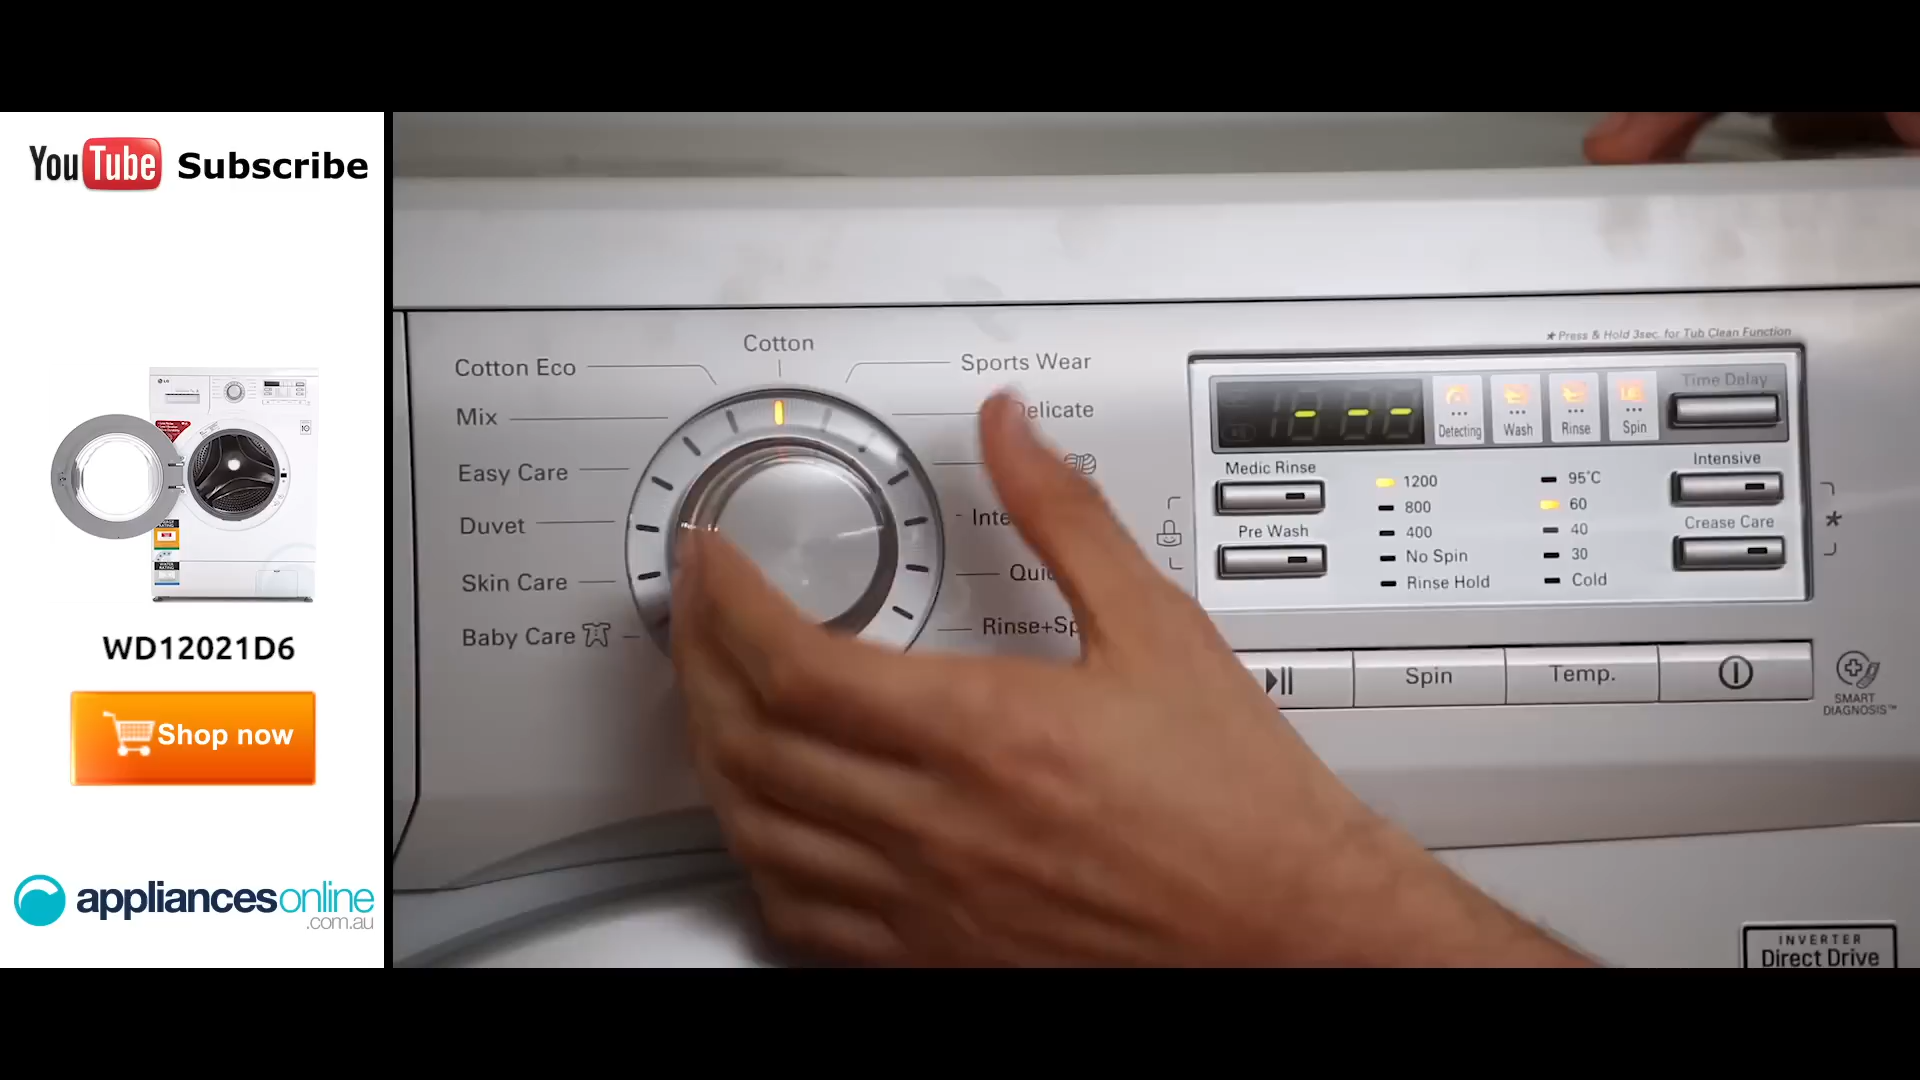 YouTube Subscribe
WD12021D6
Shop now
appliancesonline
.com.au
Cotton
Cotton Eco
Mix
Easy Care
Duvet
Skin Care
Baby Care
Sports Wear
Delicate
Inte
Qui
Rinse+Sp
* Press & Hold 3sec. for Tub Clean Function
- - -
Detecting
Wash
Rinse
Spin
Time Delay
Medic Rinse
Pre Wash
1200
800
400
No Spin
Rinse Hold
95°C
60
40
30
Cold
Intensive
Crease Care
*
Spin
Temp.
SMART
DIAGNOSIS™
INVERTER
Direct Drive